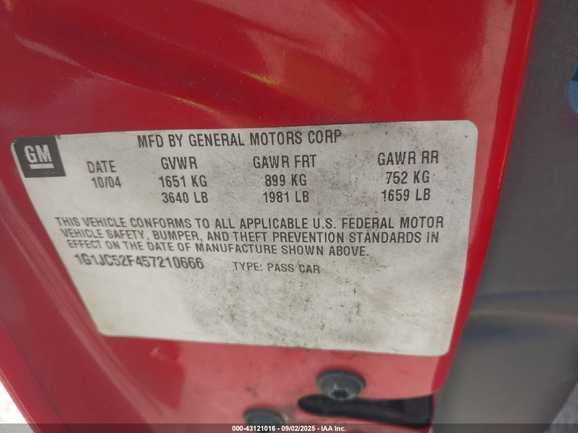 GM
MFD BY GENERAL MOTORS CORP
DATE GVWR GAWR FRT GAWR RR
10/04 1651 KG 899 KG 752 KG
3640 LB 1981 LB 1659 LB
THIS VEHICLE CONFORMS TO ALL APPLICABLE U.S. FEDERAL MOTOR
VEHICLE SAFETY, BUMPER, AND THEFT PREVENTION STANDARDS IN
EFFECT ON THE DATE OF MANUFACTURE SHOWN ABOVE
1G1JC52F457210666 TYPE: PASS CAR
000-43121016 - 09/02/2025 - IAA Inc.